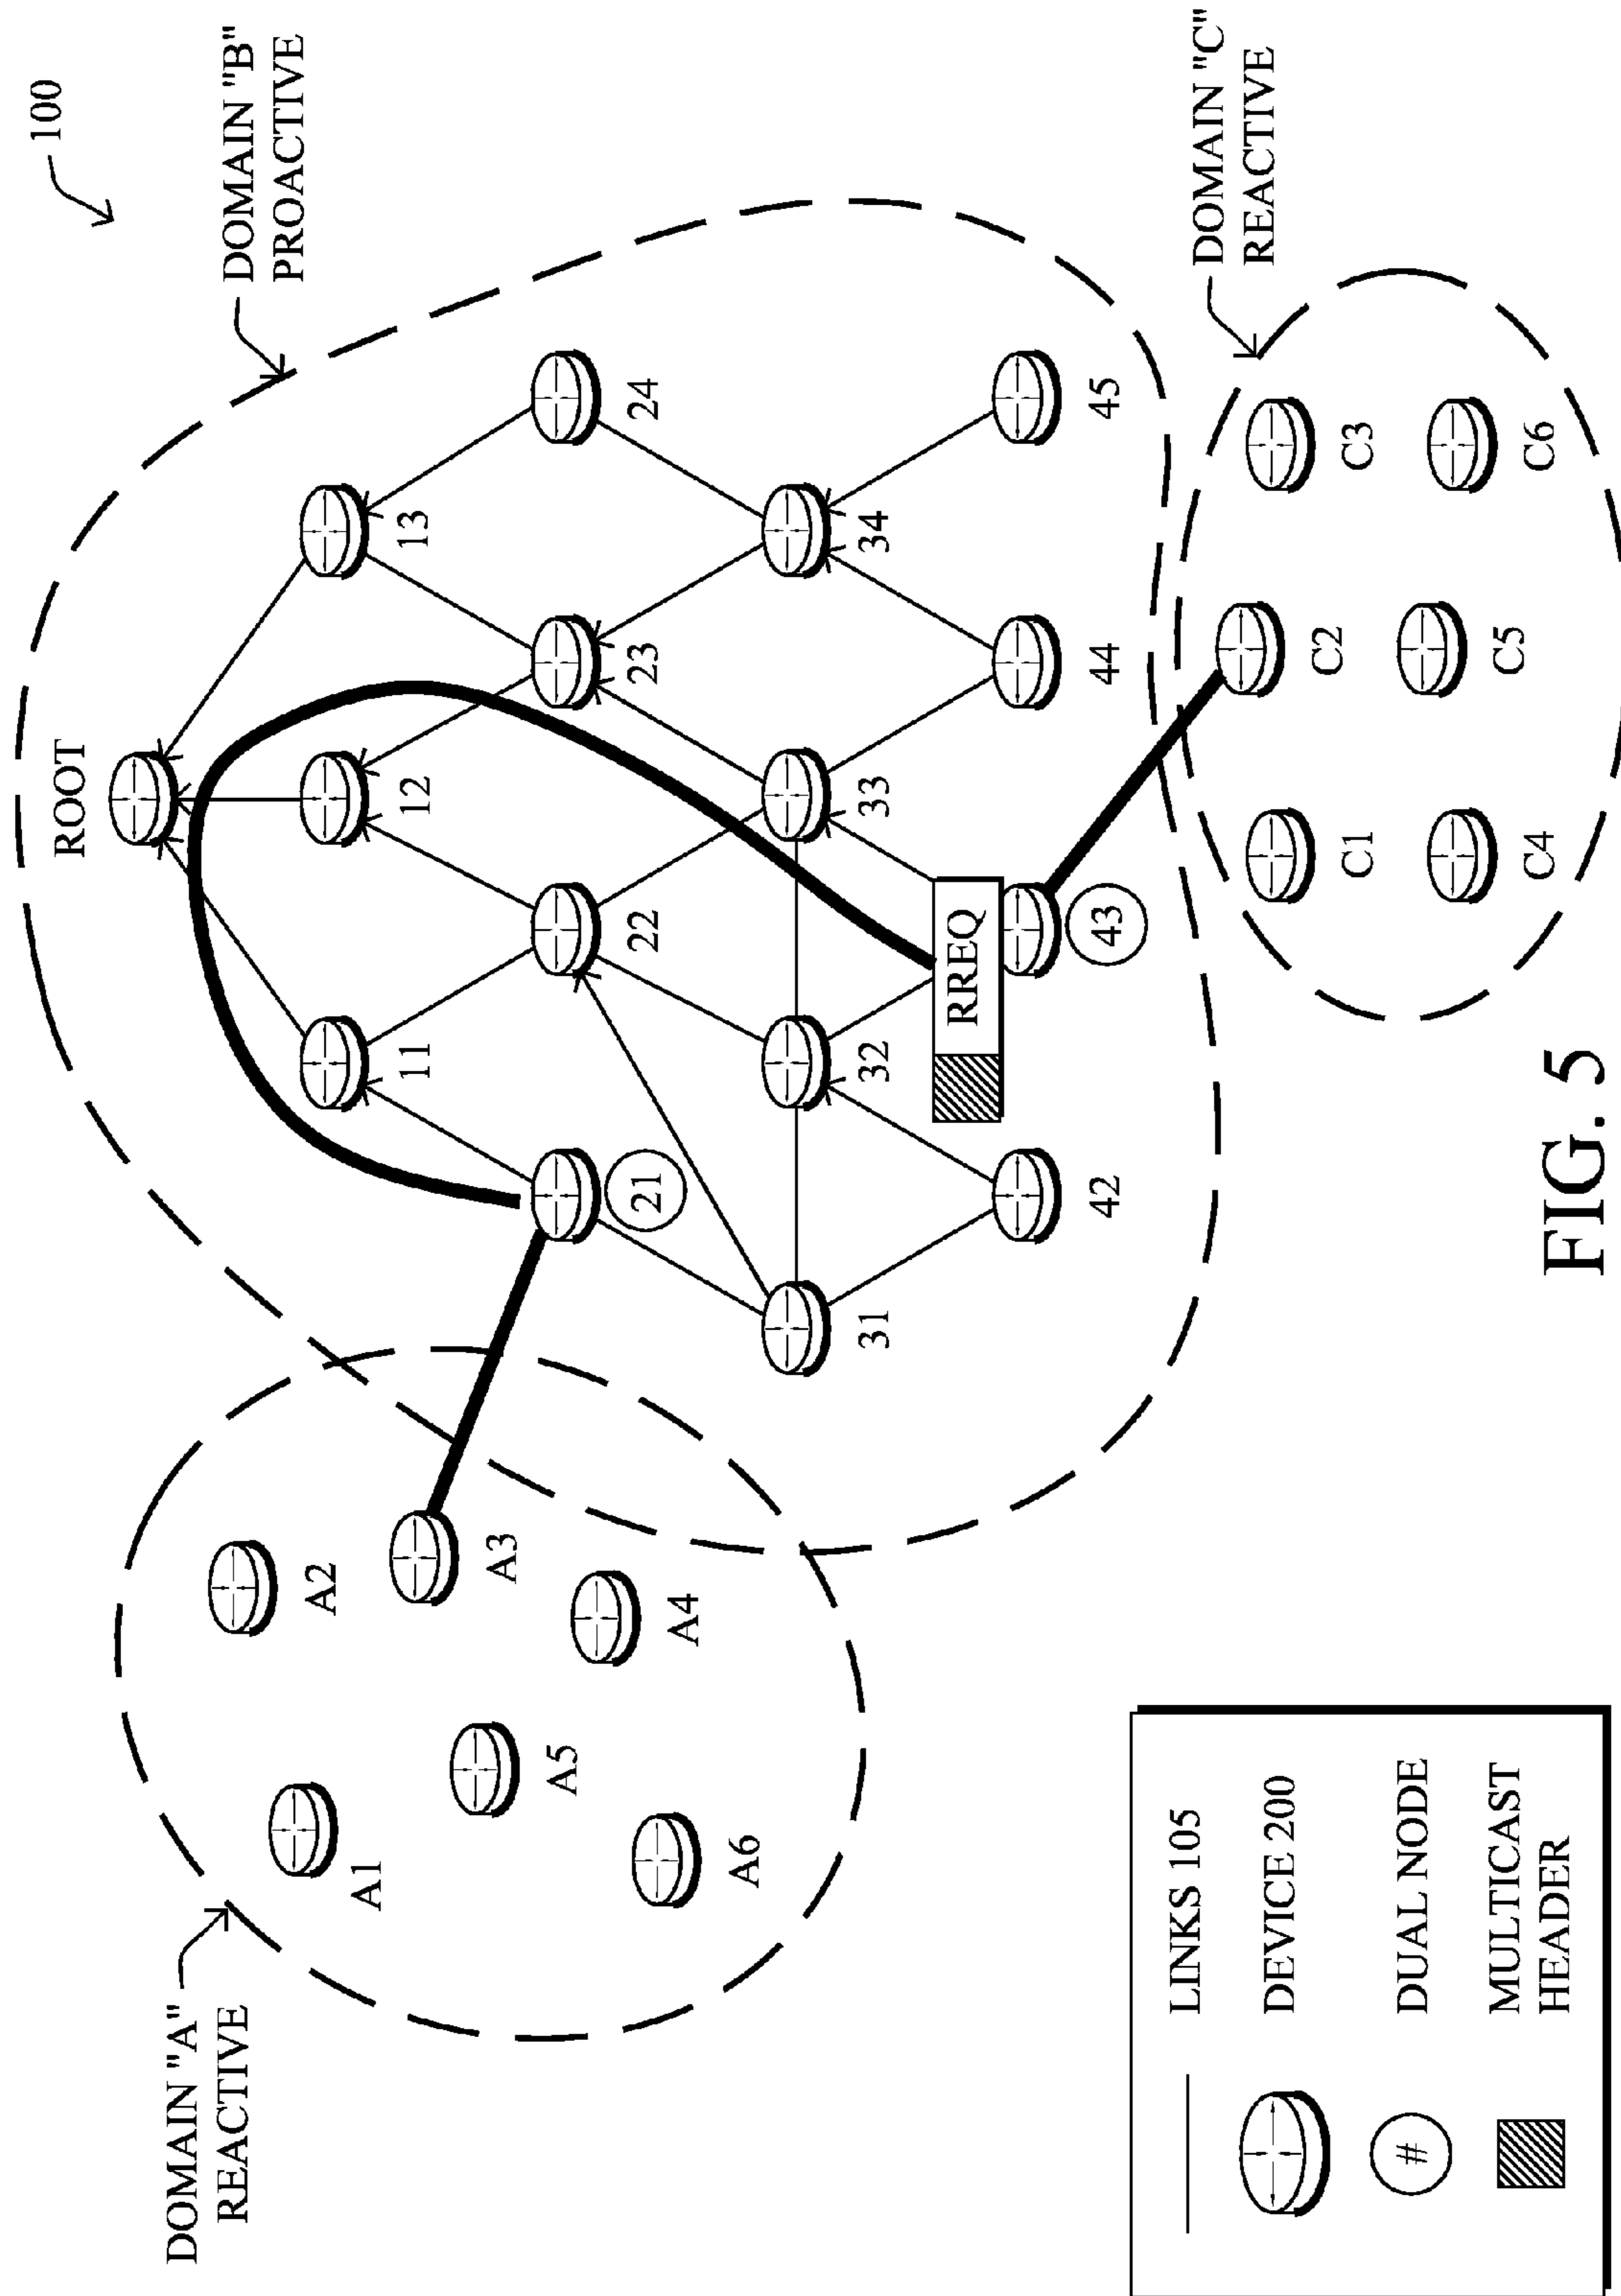 100
ROOT
DOMAIN "B"
PROACTIVE
DOMAIN "A"
REACTIVE
A1
A2
A3
A4
A5
A6
11
12
13
21
22
23
24
31
32
33
34
RREQ
42
43
44
45
DOMAIN "C"
REACTIVE
C1
C2
C3
C4
C5
C6
LINKS 105
DEVICE 200
# DUAL NODE
MULTICAST
HEADER
FIG. 5